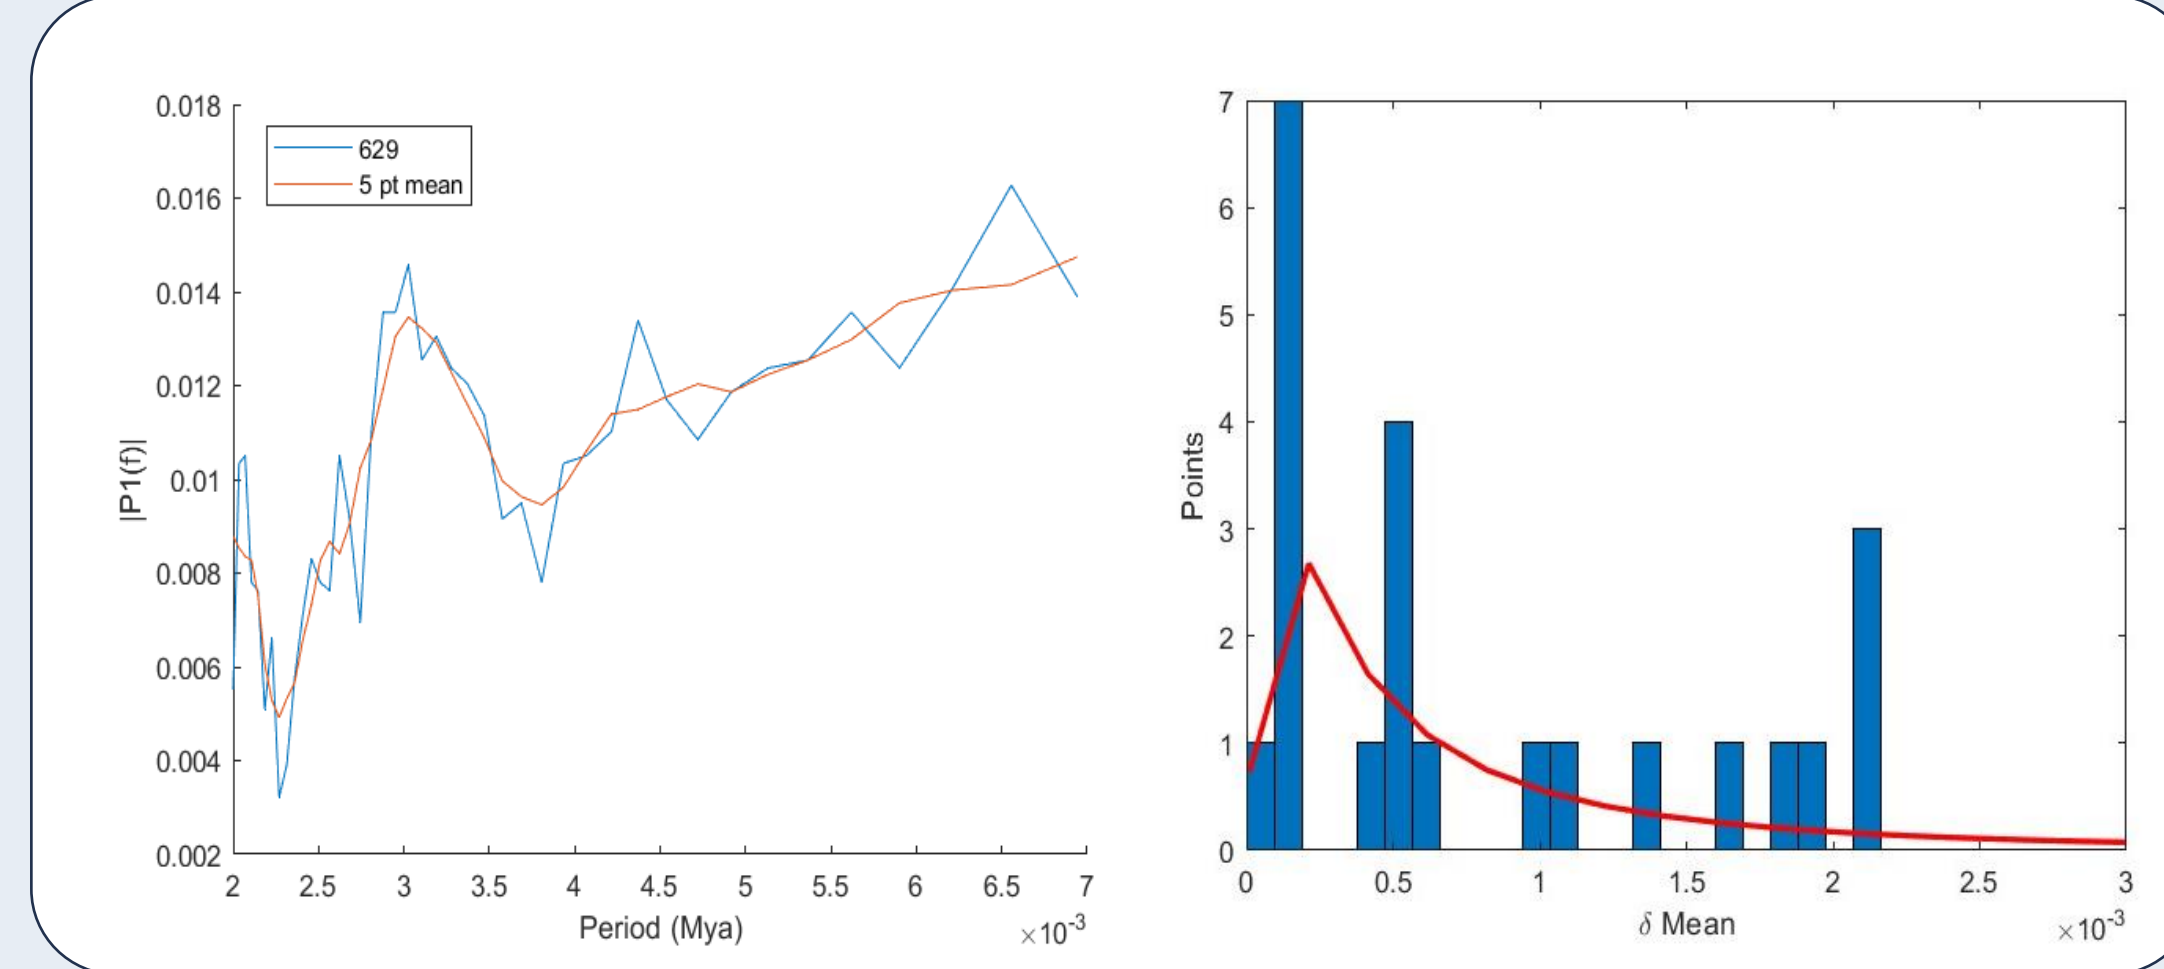 0.018
0.016
0.014
0.012
0.01
0.008
0.006
0.004
0.002
|P1(f)|
629
5 pt mean
2 2.5 3 3.5 4 4.5 5 5.5 6 6.5 7
Period (Mya)
×10⁻³
7
6
5
4
3
2
1
0
Points
0 0.5 1 1.5 2 2.5 3
δ Mean
×10⁻³